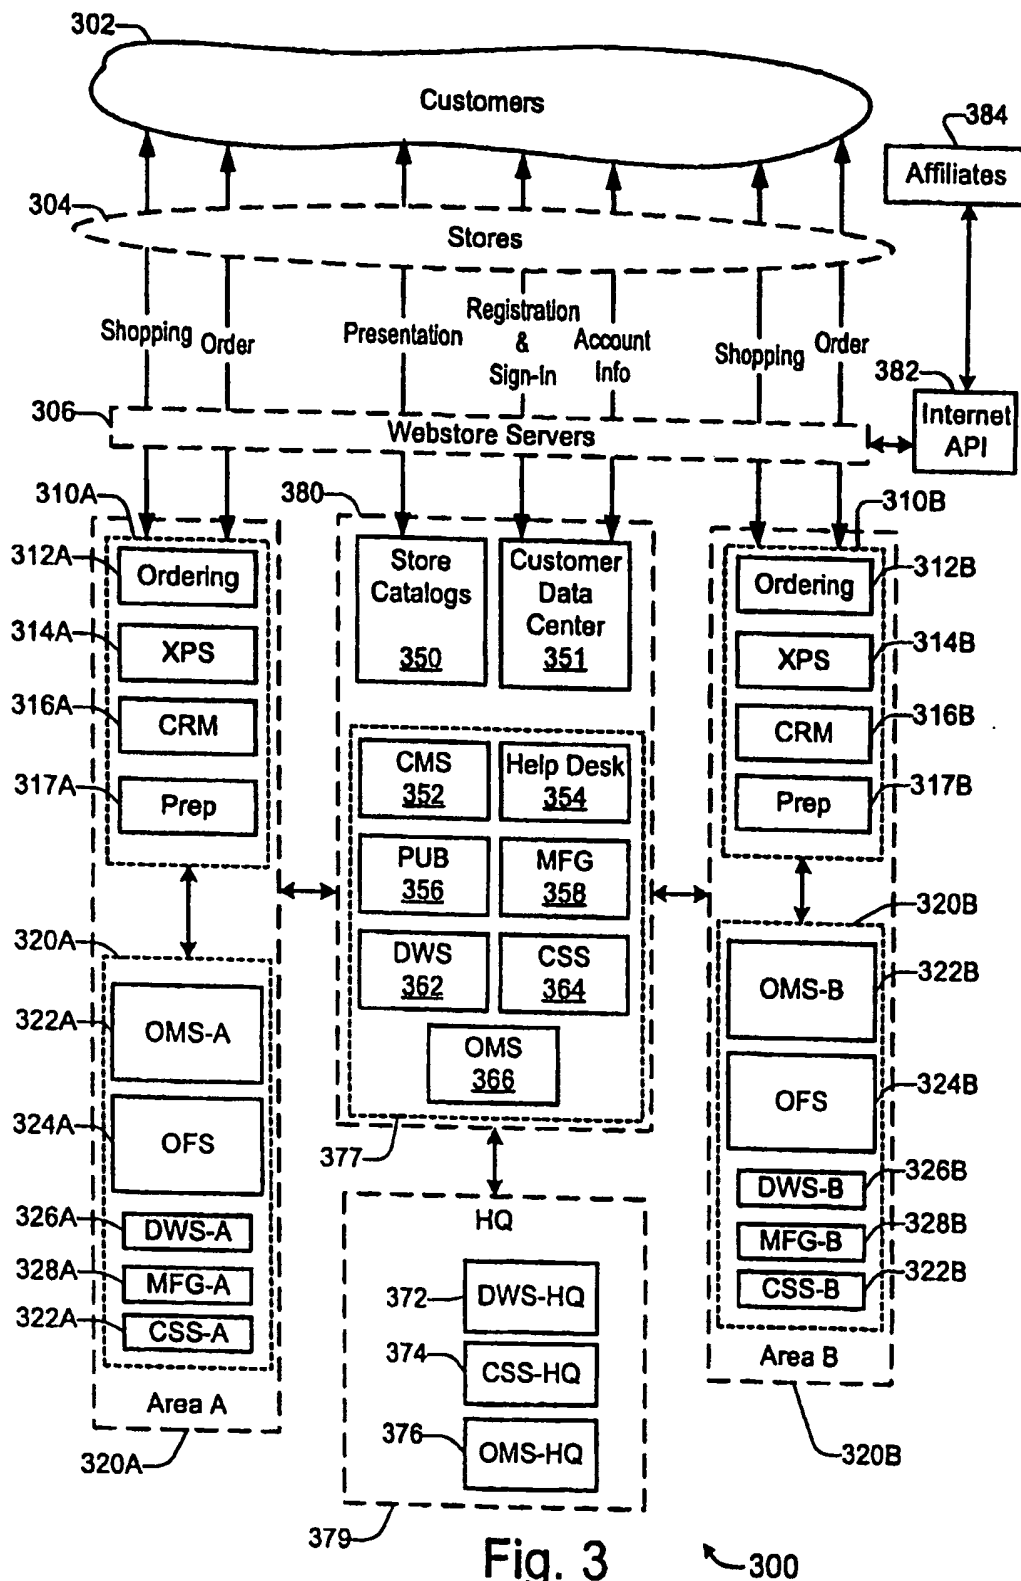 302
Customers
384
Affiliates
304
Stores
Shopping
Order
Presentation
Registration
&
Sign-in
Account
Info
Shopping
Order
382
Internet
API
306
Webstore Servers
310A
380
310B
312A
Ordering
314A
XPS
316A
CRM
317A
Prep
Store
Catalogs
350
Customer
Data
Center
351
Ordering
312B
XPS
314B
CRM
316B
Prep
317B
CMS
352
Help Desk
354
PUB
356
MFG
358
DWS
362
CSS
364
OMS
366
377
320A
322A
OMS-A
324A
OFS
326A
DWS-A
328A
MFG-A
322A
CSS-A
Area A
320A
320B
OMS-B
322B
OFS
324B
DWS-B
326B
MFG-B
328B
CSS-B
322B
Area B
320B
HQ
372
DWS-HQ
374
CSS-HQ
376
OMS-HQ
379
Fig. 3
300